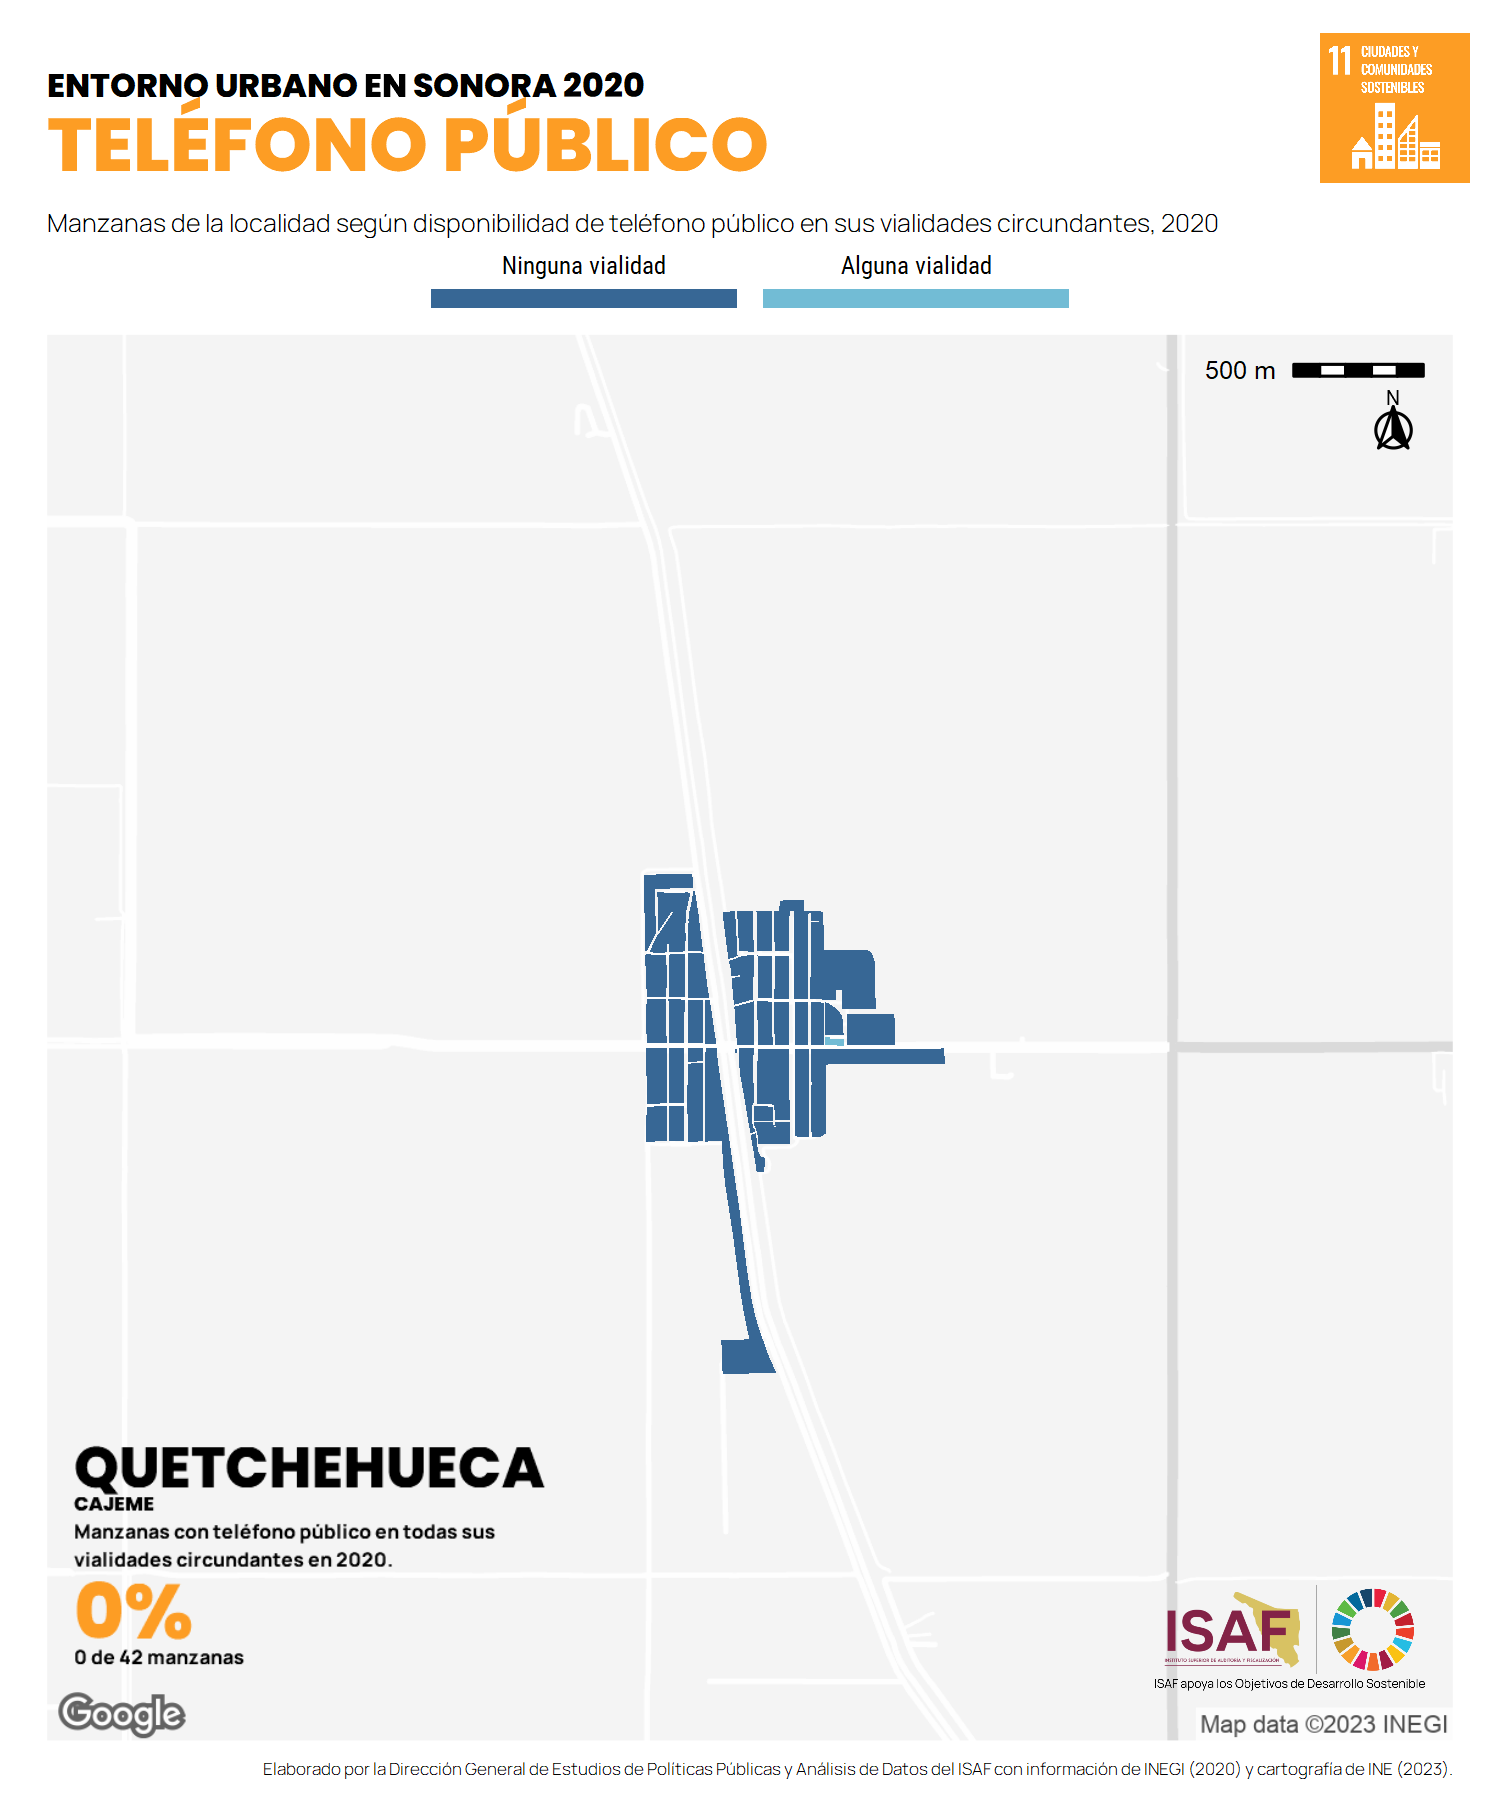 ENTORNO URBANO EN SONORA 2020
TELÉFONO PÚBLICO
11 CIUDADES Y
COMUNIDADES
SOSTENIBLES
Manzanas de la localidad según disponibilidad de teléfono público en sus vialidades circundantes, 2020
Ninguna vialidad
Alguna vialidad
500 m
N
QUETCHEHUECA
CAJEME
Manzanas con teléfono público en todas sus
vialidades circundantes en 2020.
0%
0 de 42 manzanas
ISAF
INSTITUTO SUPERIOR DE AUDITORÍA Y FISCALIZACIÓN
ISAF apoya los Objetivos de Desarrollo Sostenible
Google
Map data ©2023 INEGI
Elaborado por la Dirección General de Estudios de Políticas Públicas y Análisis de Datos del ISAF con información de INEGI (2020) y cartografía de INE (2023).